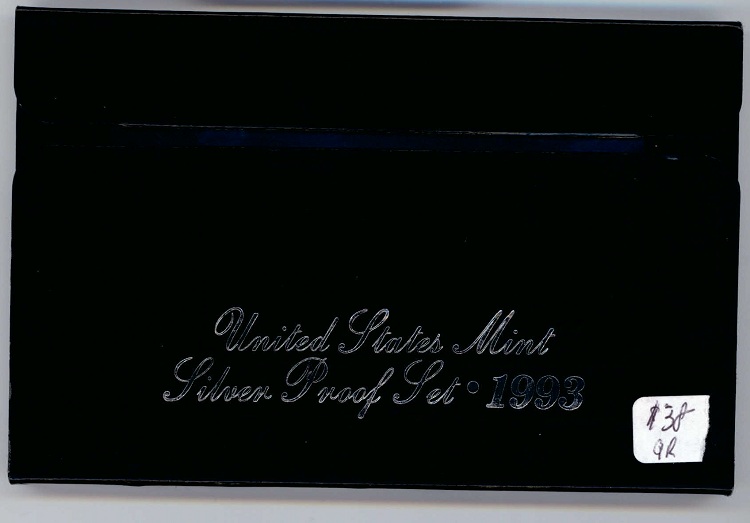 United States Mint
Silver Proof Set • 1993
$38
9R